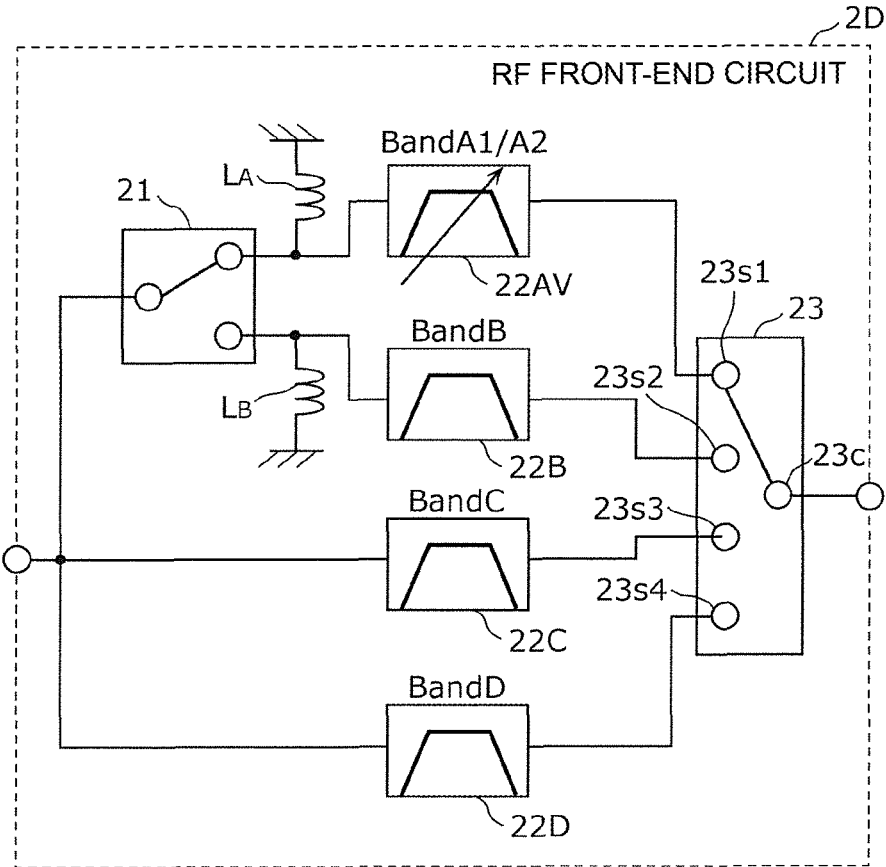 2D
RF FRONT-END CIRCUIT
BandA1/A2
LA
21
22AV
23s1
23
BandB
23s2
LB
22B
23c
BandC
23s3
23s4
22C
BandD
22D